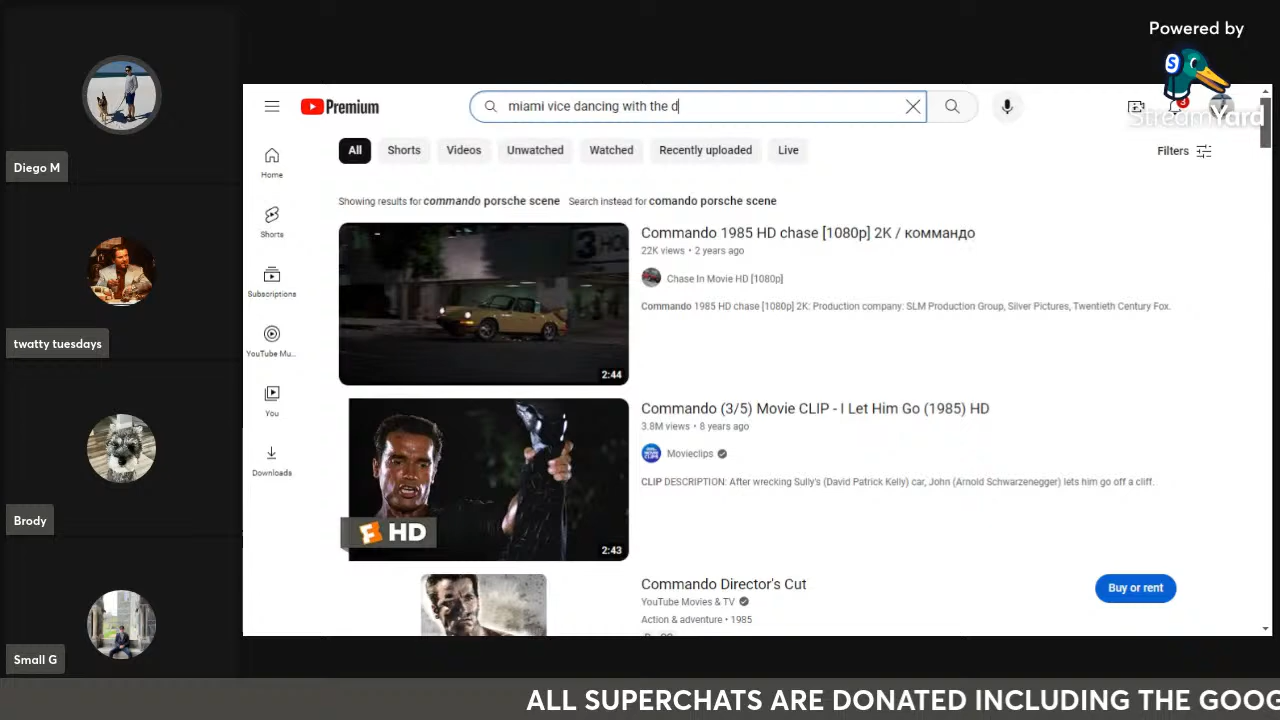 Powered by
S
StreamYard
Diego M
twatty tuesdays
Brody
Small G
Premium
miami vice dancing with the d
3
All
Shorts
Videos
Unwatched
Watched
Recently uploaded
Live
Filters
Home
Shorts
Subscriptions
YouTube Mu...
You
Downloads
Showing results for commando porsche scene Search instead for comando porsche scene
2:44
Commando 1985 HD chase [1080p] 2K / коммандо
22K views • 2 years ago
Chase In Movie HD [1080p]
Commando 1985 HD chase [1080p] 2K: Production company: SLM Production Group, Silver Pictures, Twentieth Century Fox.
HD
2:43
Commando (3/5) Movie CLIP - I Let Him Go (1985) HD
3.8M views • 8 years ago
Movieclips
CLIP DESCRIPTION: After wrecking Sully's (David Patrick Kelly) car, John (Arnold Schwarzenegger) lets him go off a cliff.
Commando Director's Cut
YouTube Movies & TV
Action & adventure • 1985
Buy or rent
ALL SUPERCHATS ARE DONATED INCLUDING THE GOOG